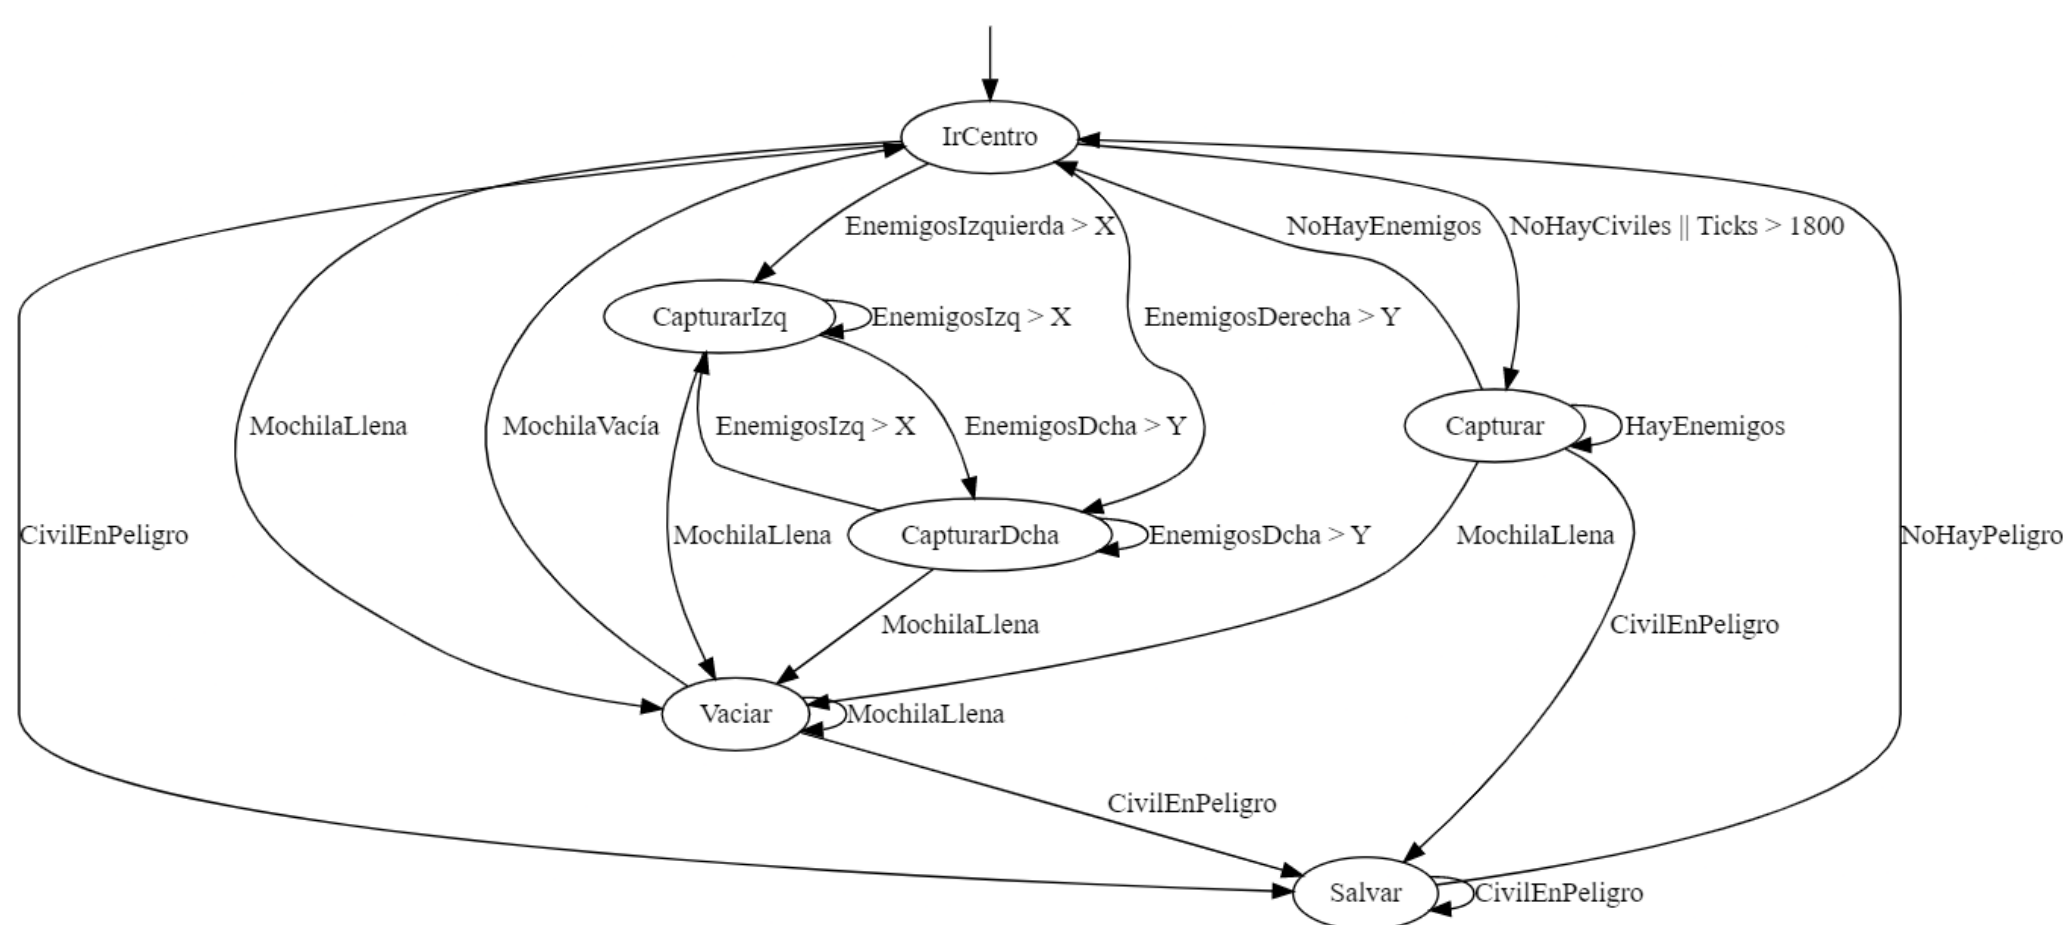 IrCentro
EnemigosIzquierda > X
NoHayEnemigos
NoHayCiviles || Ticks > 1800
CapturarIzq
EnemigosIzq > X
EnemigosDerecha > Y
MochilaLlena
MochilaVacía
EnemigosIzq > X
EnemigosDcha > Y
Capturar
HayEnemigos
CivilEnPeligro
MochilaLlena
CapturarDcha
EnemigosDcha > Y
MochilaLlena
NoHayPeligro
MochilaLlena
CivilEnPeligro
Vaciar
MochilaLlena
CivilEnPeligro
Salvar
CivilEnPeligro